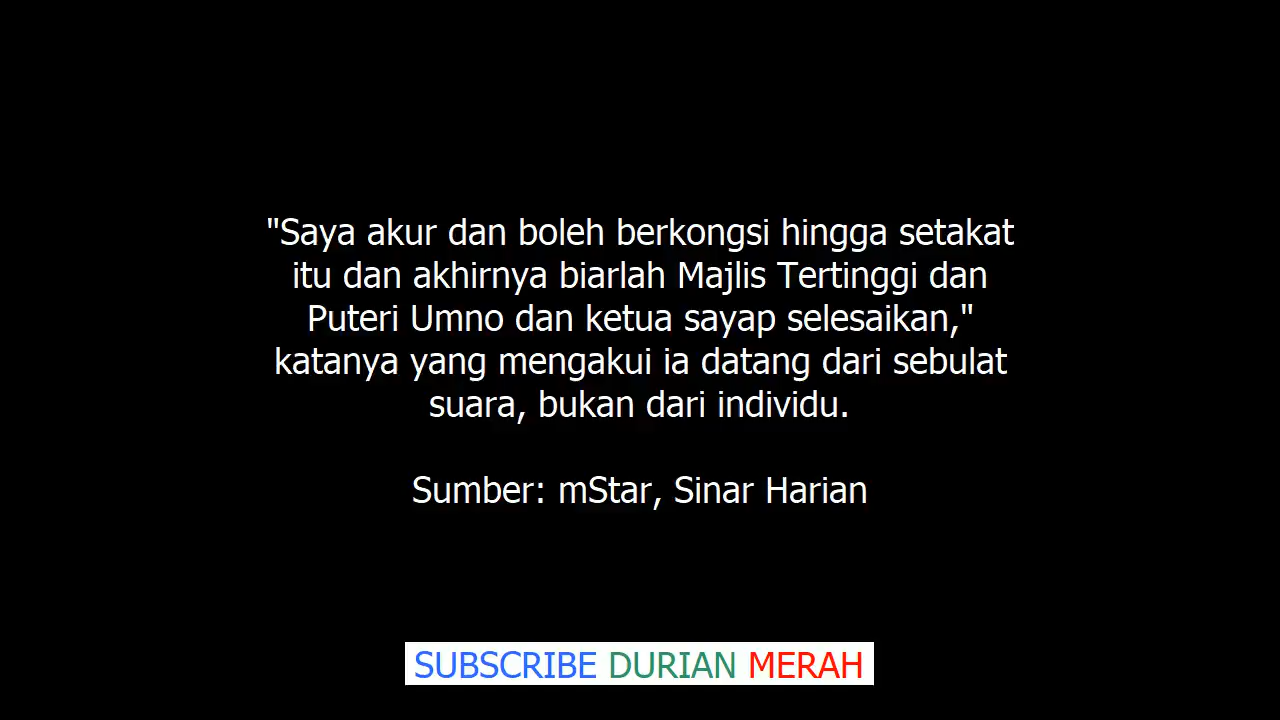 "Saya akur dan boleh berkongsi hingga setakat
itu dan akhirnya biarlah Majlis Tertinggi dan
Puteri Umno dan ketua sayap selesaikan,"
katanya yang mengakui ia datang dari sebulat
suara, bukan dari individu.
Sumber: mStar, Sinar Harian
SUBSCRIBE DURIAN MERAH